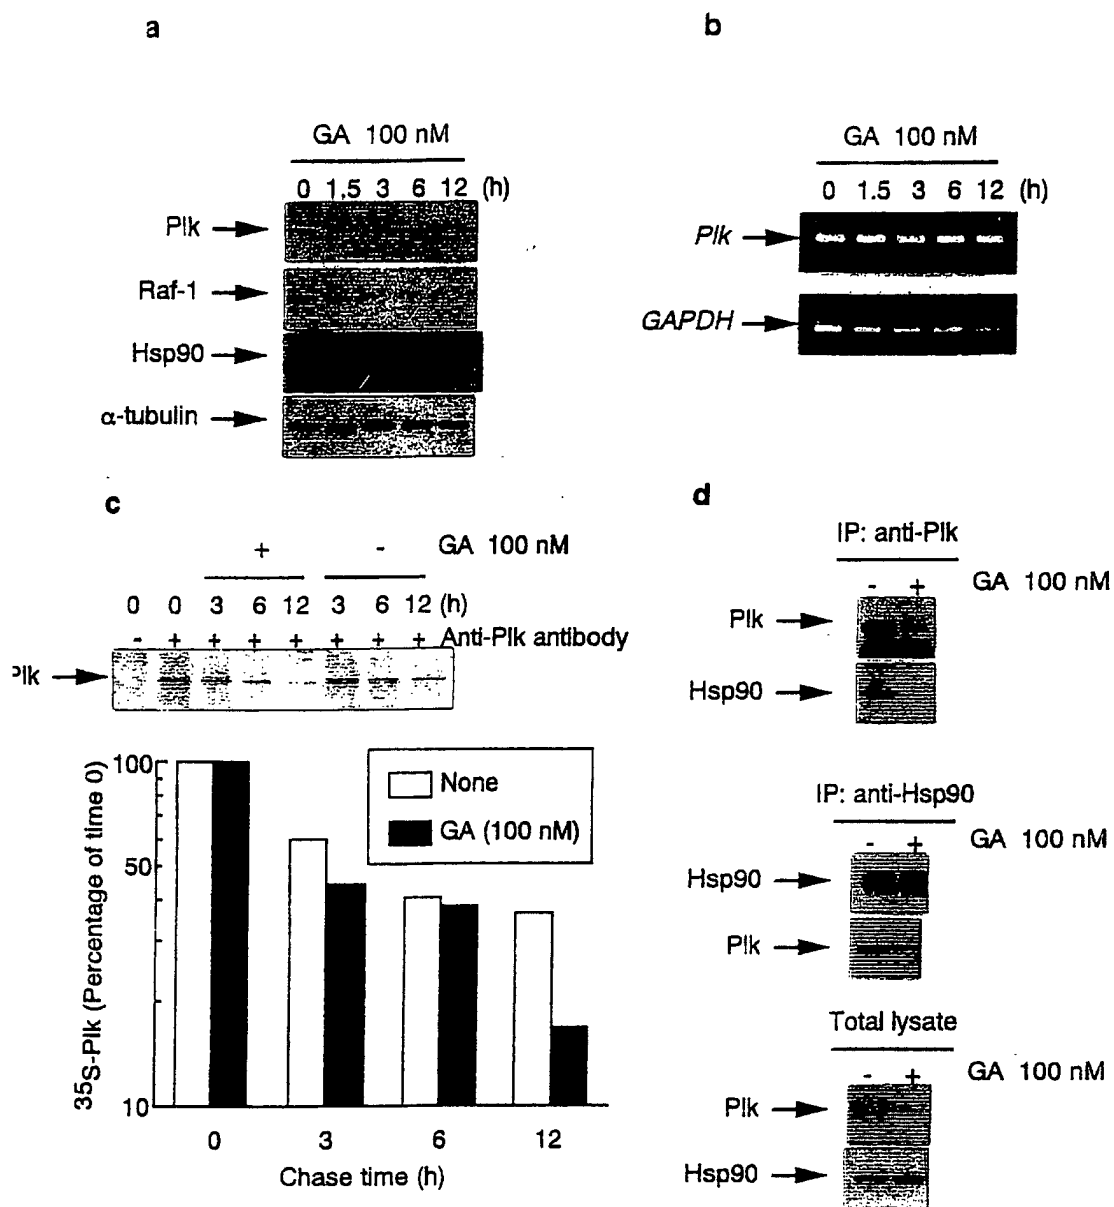 a
GA 100 nM
0 1.5 3 6 12 (h)
Plk
Raf-1
Hsp90
α-tubulin
b
GA 100 nM
0 1.5 3 6 12 (h)
Plk
GAPDH
c
+ - GA 100 nM
0 0 3 6 12 3 6 12 (h)
- + + + + + + + Anti-Plk antibody
Plk
35S-Plk (Percentage of time 0)
100
50
10
None
GA (100 nM)
0 3 6 12
Chase time (h)
d
IP: anti-Plk
- + GA 100 nM
Plk
Hsp90
IP: anti-Hsp90
- + GA 100 nM
Hsp90
Plk
Total lysate
- + GA 100 nM
Plk
Hsp90